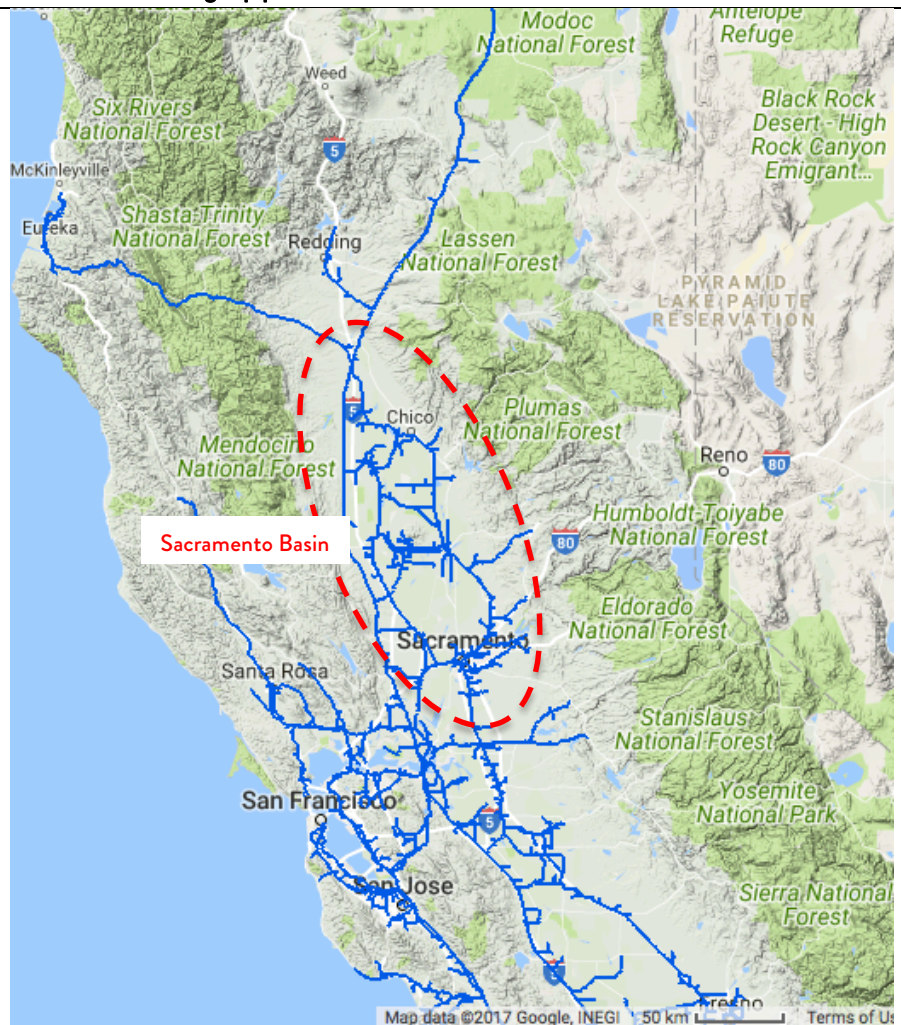 Modoc
National Forest
Antelope
Refuge
Weed
Six Rivers
National Forest
Black Rock
Desert - High
Rock Canyon
Emigrant...
5
McKinleyville
Eureka
Shasta-Trinity
National Forest
Redding
Lassen
National Forest
PYRAMID
LAKE PAIUTE
RESERVATION
5
Chico
Plumas
National Forest
Mendocino
National Forest
Reno
80
Humboldt-Toiyabe
National Forest
Sacramento Basin
80
Eldorado
National Forest
Sacramento
Santa Rosa
Stanislaus
National Forest
San Francisco
5
Yosemite
National Park
San Jose
Sierra National
Forest
5
Fresno
Map data ©2017 Google, INEGI
50 km
Terms of Us